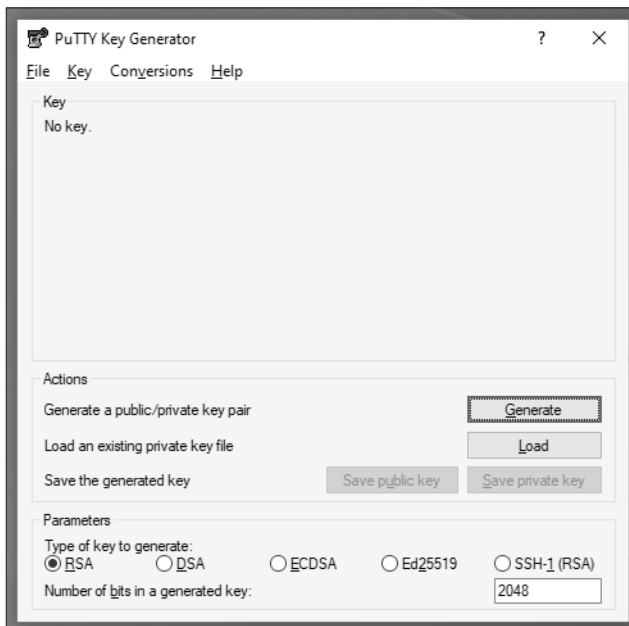 PuTTY Key Generator ?
File Key Conversions Help
Key
No key.
Actions
Generate a public/private key pair Generate
Load an existing private key file Load
Save the generated key Save public key Save private key
Parameters
Type of key to generate:
RSA DSA ECDSA Ed25519 SSH-1 (RSA)
Number of bits in a generated key: 2048